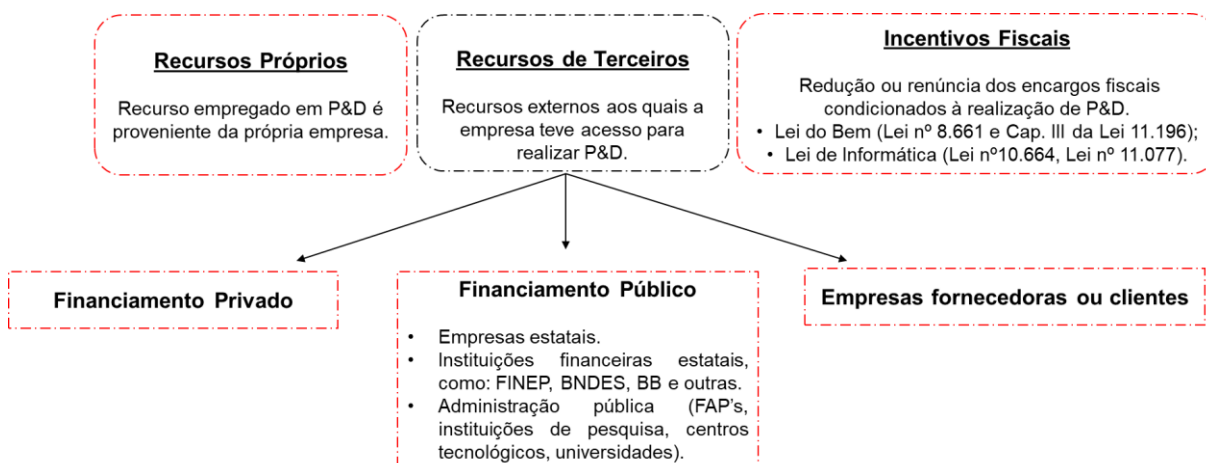 Recursos Próprios
Recurso empregado em P&D é
proveniente da própria empresa.
Recursos de Terceiros
Recursos externos aos quais a
empresa teve acesso para
realizar P&D.
Incentivos Fiscais
Redução ou renúncia dos encargos fiscais
condicionados à realização de P&D.
• Lei do Bem (Lei nº 8.661 e Cap. III da Lei 11.196);
• Lei de Informática (Lei nº10.664, Lei nº 11.077).
Financiamento Privado
Financiamento Público
• Empresas estatais.
• Instituições financeiras estatais,
como: FINEP, BNDES, BB e outras.
• Administração pública (FAP's,
instituições de pesquisa, centros
tecnológicos, universidades).
Empresas fornecedoras ou clientes